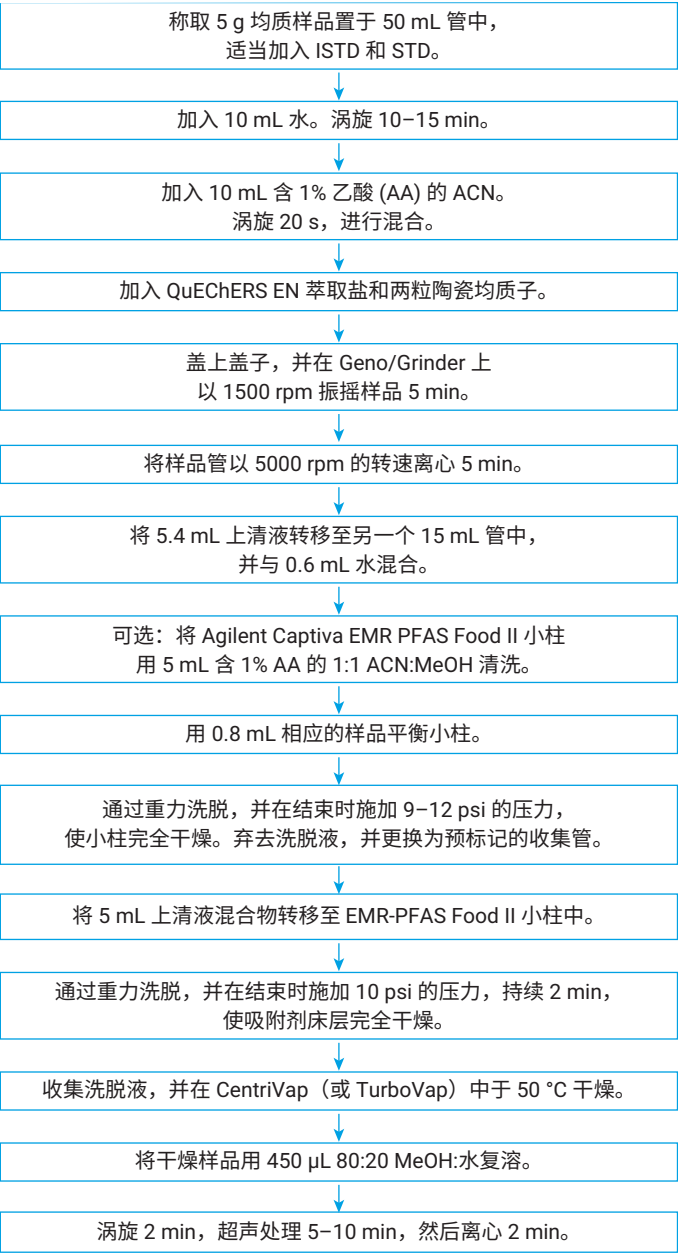 称取 5 g 均质样品置于 50 mL 管中，
适当加入 ISTD 和 STD。
加入 10 mL 水。涡旋 10–15 min。
加入 10 mL 含 1% 乙酸 (AA) 的 ACN。
涡旋 20 s，进行混合。
加入 QuEChERS EN 萃取盐和两粒陶瓷均质子。
盖上盖子，并在 Geno/Grinder 上
以 1500 rpm 振摇样品 5 min。
将样品管以 5000 rpm 的转速离心 5 min。
将 5.4 mL 上清液转移至另一个 15 mL 管中，
并与 0.6 mL 水混合。
可选：将 Agilent Captiva EMR PFAS Food II 小柱
用 5 mL 含 1% AA 的 1:1 ACN:MeOH 清洗。
用 0.8 mL 相应的样品平衡小柱。
通过重力洗脱，并在结束时施加 9–12 psi 的压力，
使小柱完全干燥。弃去洗脱液，并更换为预标记的收集管。
将 5 mL 上清液混合物转移至 EMR-PFAS Food II 小柱中。
通过重力洗脱，并在结束时施加 10 psi 的压力，持续 2 min，
使吸附剂床层完全干燥。
收集洗脱液，并在 CentriVap（或 TurboVap）中于 50 °C 干燥。
将干燥样品用 450 µL 80:20 MeOH:水复溶。
涡旋 2 min，超声处理 5–10 min，然后离心 2 min。